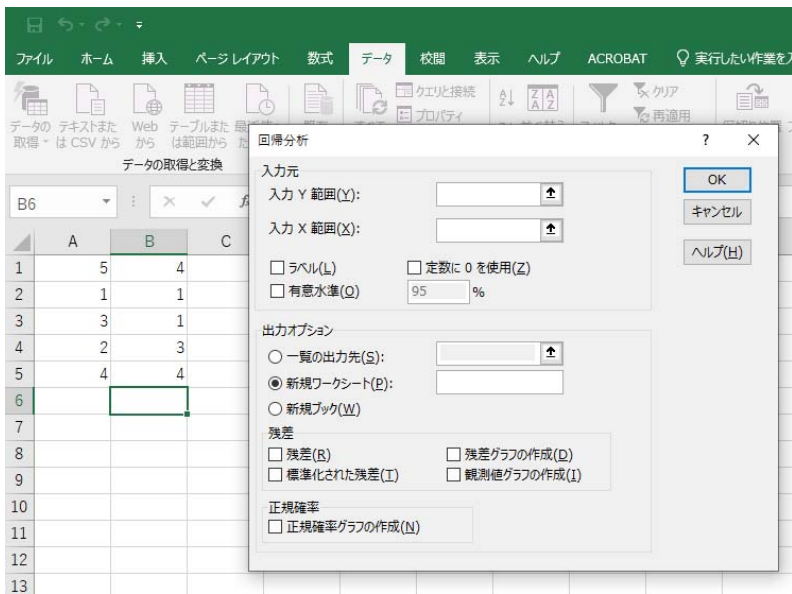 ファイル ホーム 挿入 ページレイアウト 数式 データ 校閲 表示 ヘルプ ACROBAT 実行したい作業を入
データの取得 テキストまたは CSV から Web から テーブルまたは範囲から
クエリと接続
プロパティ
クリア
再適用
データの取得と変換
B6
A B C
1 5 4
2 1 1
3 3 1
4 2 3
5 4 4
6
7
8
9
10
11
12
13
回帰分析 ? ×
入力元
入力 Y 範囲(Y):
入力 X 範囲(X):
ラベル(L) 定数に 0 を使用(Z)
有意水準(O) 95 %
出力オプション
一覧の出力先(S):
新規ワークシート(P):
新規ブック(W)
残差
残差(R) 残差グラフの作成(D)
標準化された残差(T) 観測値グラフの作成(I)
正規確率
正規確率グラフの作成(N)
OK
キャンセル
ヘルプ(H)